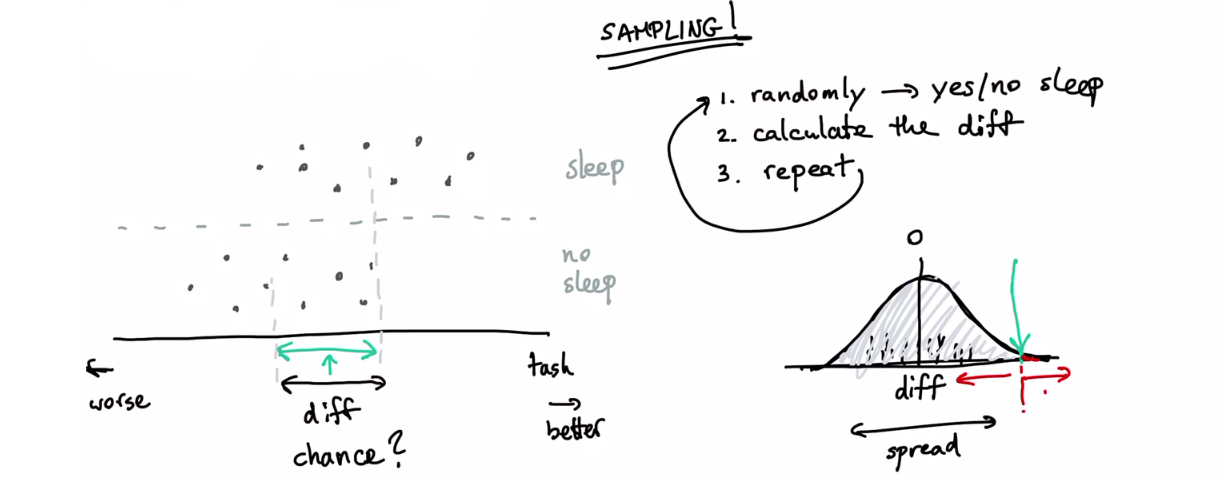 SAMPLING!
1. randomly → yes/no sleep
2. calculate the diff
3. repeat
sleep
no
sleep
worse
diff
chance?
task
better
0
diff
spread